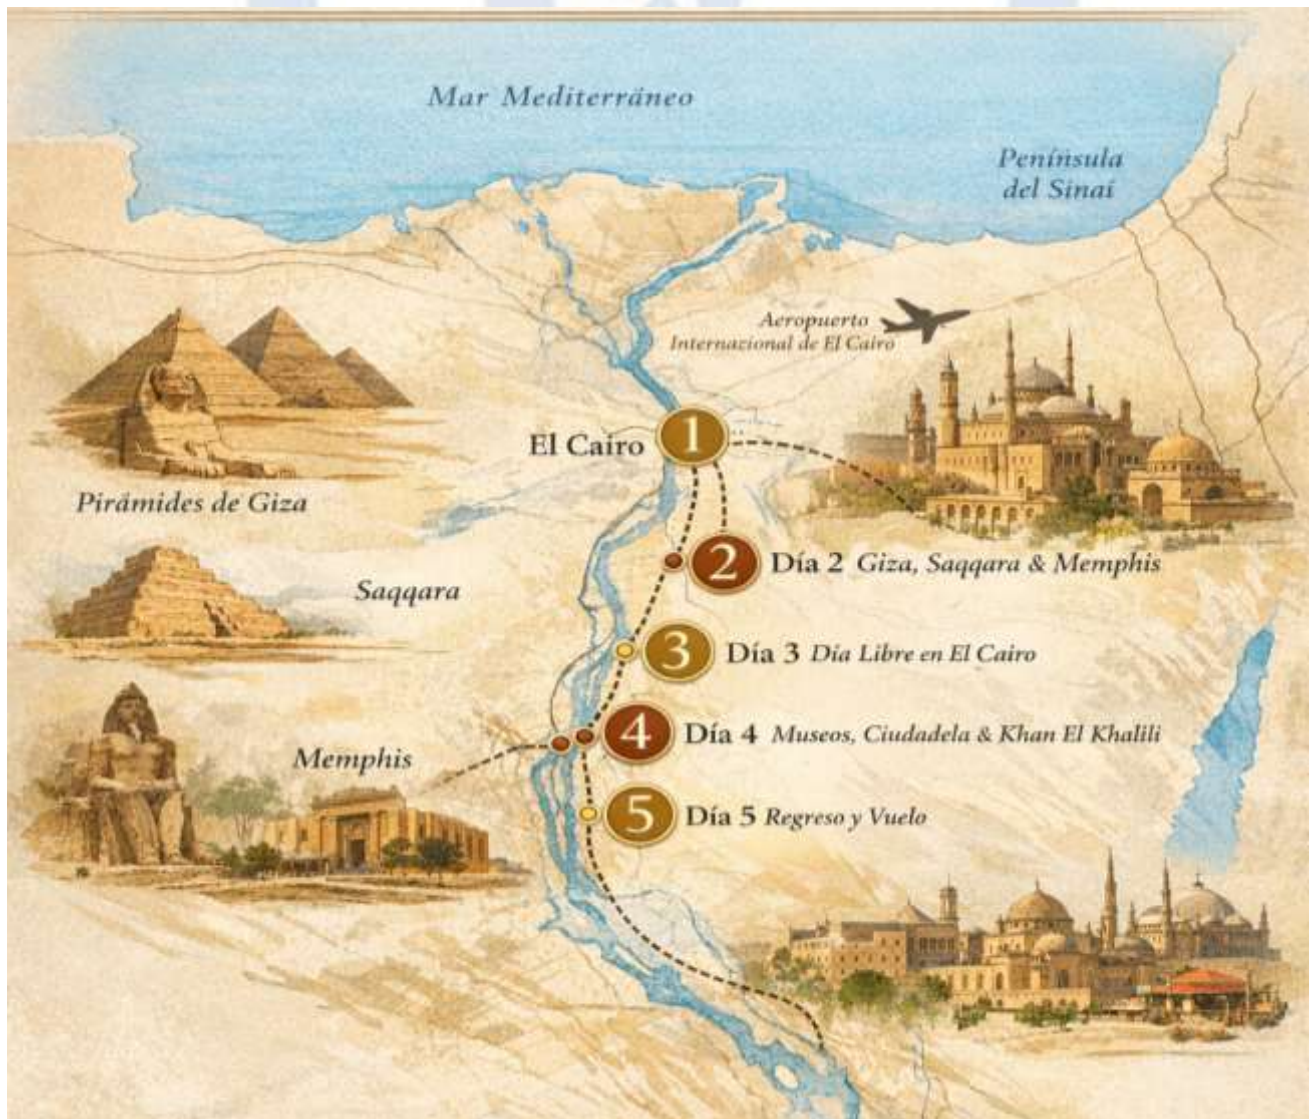 Mar Mediterráneo
Península
del Sinaí
Aeropuerto
Internazional de El Cairo
Pirámides de Giza
El Cairo
1
Saqqara
2
Día 2 Giza, Saqqara & Memphis
3
Día 3 Día Libre en El Cairo
Memphis
4
Día 4 Museos, Ciudadela & Khan El Khalili
5
Día 5 Regreso y Vuelo